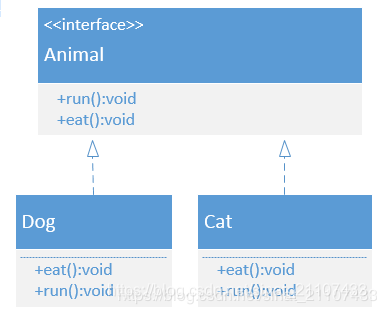 <<interface>>
Animal
+run():void
+eat():void
Dog
+eat():void
+run():void
Cat
+eat():void
+run():void